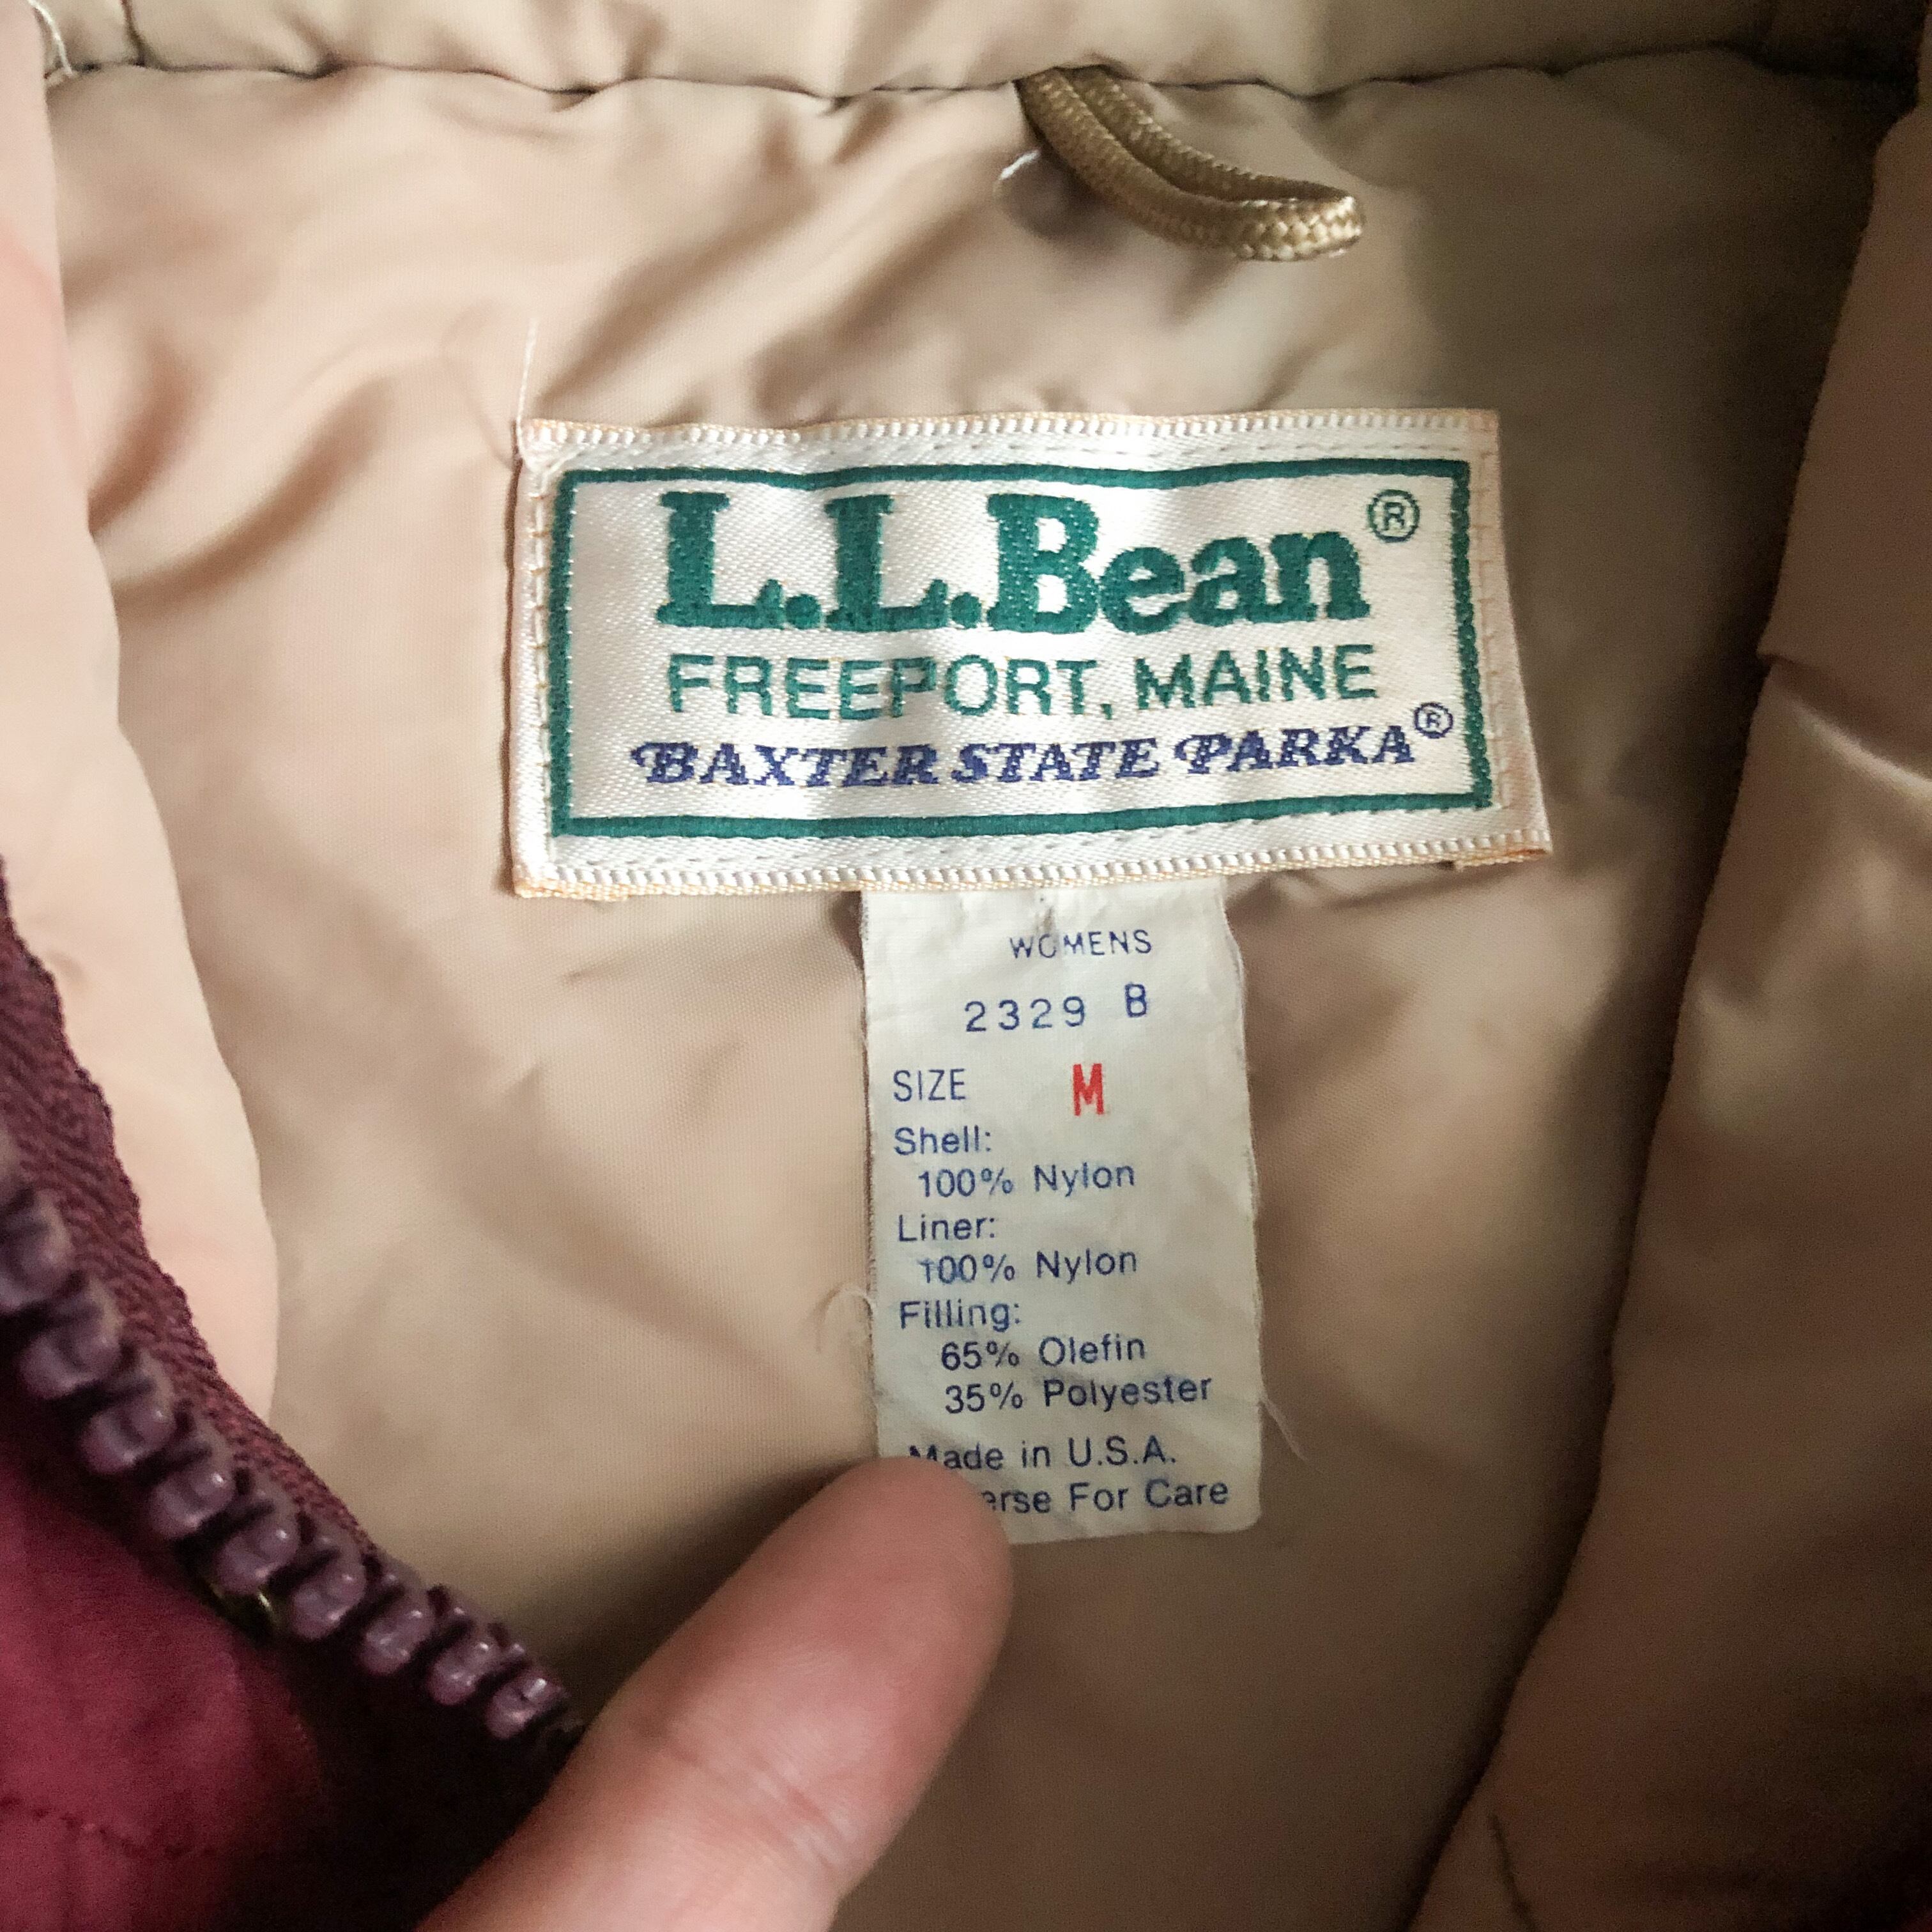 L.L.Bean®
FREEPORT, MAINE
BAXTER STATE PARKA®
WOMENS
2329 B
SIZE M
Shell:
100% Nylon
Liner:
100% Nylon
Filling:
65% Olefin
35% Polyester
Made in U.S.A.
For Care